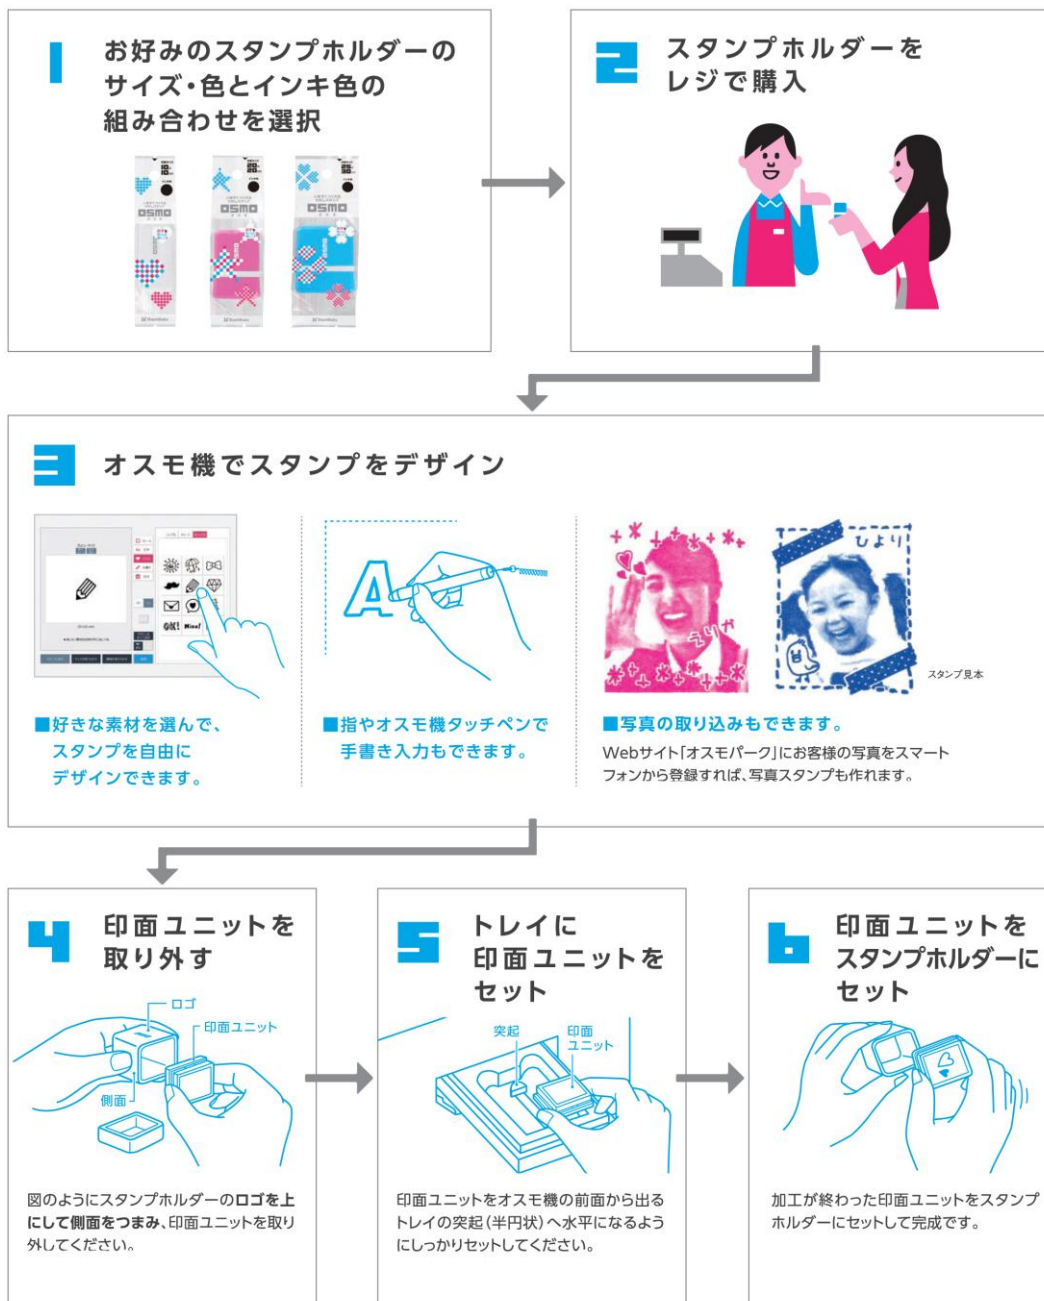 1
お好みのスタンプホルダーの
サイズ・色とインキ色の
組み合わせを選択
osmo
osmo
osmo
2
スタンプホルダーを
レジで購入
3
オスモ機でスタンプをデザイン
OK!
Nice!
A
えりか
ひより
スタンプ見本
■好きな素材を選んで、
スタンプを自由に
デザインできます。
■指やオスモ機タッチペンで
手書き入力もできます。
■写真の取り込みもできます。
Webサイト「オスモパーク」にお客様の写真をスマート
フォンから登録すれば、写真スタンプも作れます。
4
印面ユニットを
取り外す
ロゴ
印面ユニット
側面
図のようにスタンプホルダーのロゴを上
にして側面をつまみ、印面ユニットを取り
外してください。
5
トレイに
印面ユニットを
セット
突起
印面
ユニット
印面ユニットをオスモ機の前面から出る
トレイの突起(半円状)へ水平になるよう
にしっかりセットしてください。
6
印面ユニットを
スタンプホルダーに
セット
加工が終わった印面ユニットをスタンプ
ホルダーにセットして完成です。